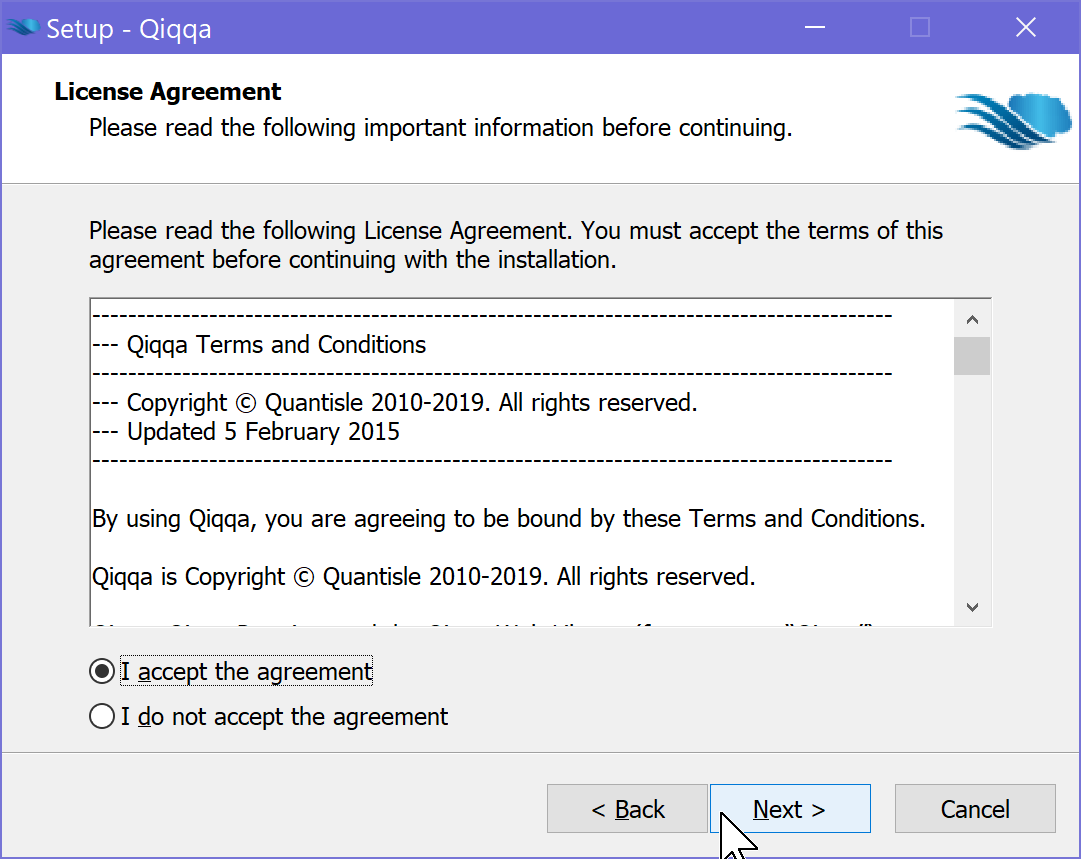 Setup - Qiqqa
License Agreement
Please read the following important information before continuing.
Please read the following License Agreement. You must accept the terms of this
agreement before continuing with the installation.
-----------------------------------------------------------------------------------------
--- Qiqqa Terms and Conditions
-----------------------------------------------------------------------------------------
--- Copyright © Quantisle 2010-2019. All rights reserved.
--- Updated 5 February 2015
-----------------------------------------------------------------------------------------
By using Qiqqa, you are agreeing to be bound by these Terms and Conditions.
Qiqqa is Copyright © Quantisle 2010-2019. All rights reserved.
I accept the agreement
I do not accept the agreement
< Back
Next >
Cancel